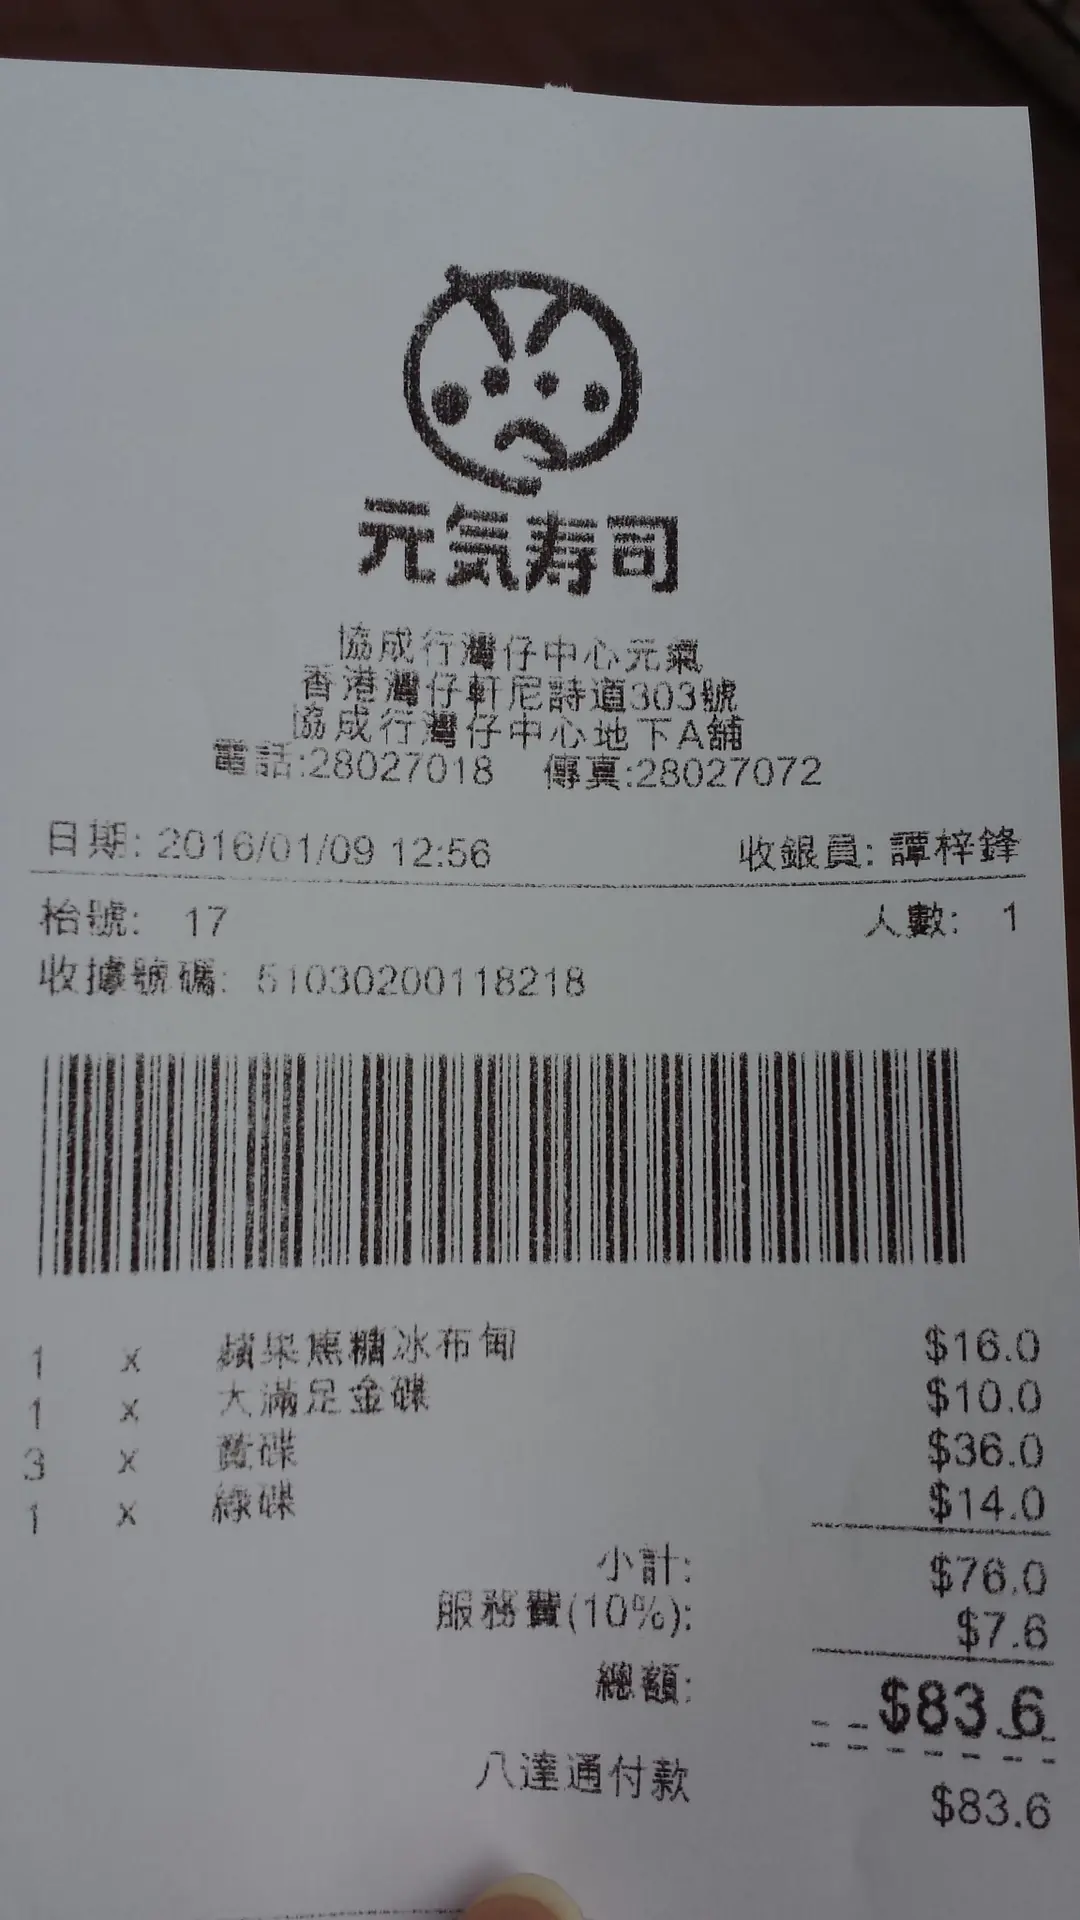 元気寿司
協成行灣仔中心元氣
香港灣仔軒尼詩道303號
協成行灣仔中心地下A舖
電話:28027018 傳真:28027072
日期: 2016/01/09 12:56 收銀員: 譚梓鋒
枱號: 17 人數: 1
收據號碼: 51030200118218
1 x 蘋果焦糖冰布甸 $16.0
1 x 大滿足金碟 $10.0
3 x 黃碟 $36.0
1 x 綠碟 $14.0
小計: $76.0
服務費(10%): $7.6
總額: $83.6
八達通付款 $83.6